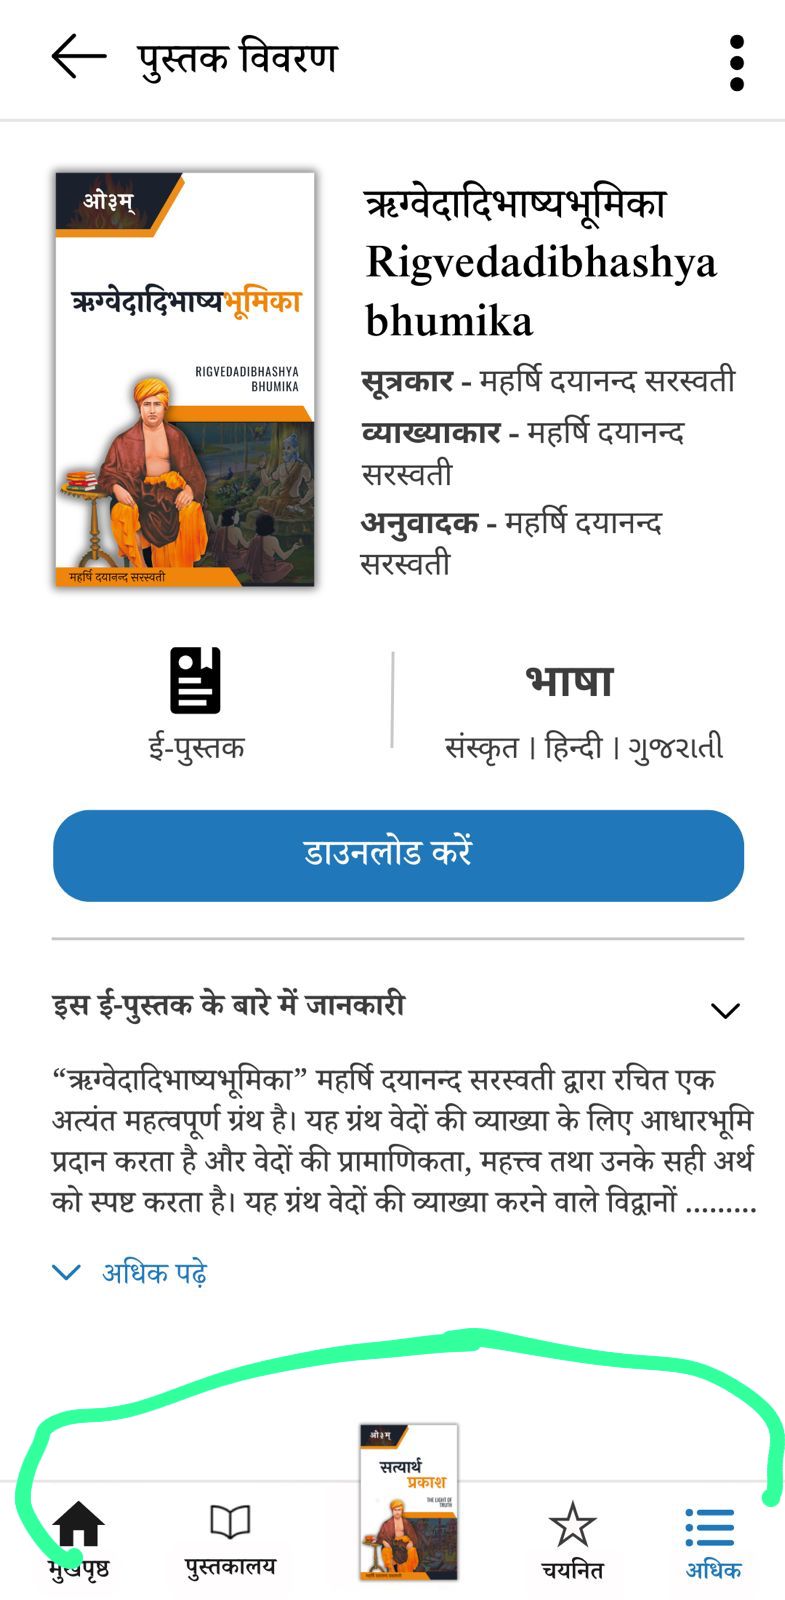 पुस्तक विवरण
ओ३म्
ऋग्वेदादिभाष्यभूमिका
RIGVEDADIBHASHYA
BHUMIKA
महर्षि दयानन्द सरस्वती
ऋग्वेदादिभाष्यभूमिका
Rigvedadibhashya
bhumika
सूत्रकार - महर्षि दयानन्द सरस्वती
व्याख्याकार - महर्षि दयानन्द
सरस्वती
अनुवादक - महर्षि दयानन्द
सरस्वती
ई-पुस्तक
भाषा
संस्कृत | हिन्दी | ગુજરાતી
डाउनलोड करें
इस ई-पुस्तक के बारे में जानकारी
“ऋग्वेदादिभाष्यभूमिका” महर्षि दयानन्द सरस्वती द्वारा रचित एक
अत्यंत महत्वपूर्ण ग्रंथ है। यह ग्रंथ वेदों की व्याख्या के लिए आधारभूमि
प्रदान करता है और वेदों की प्रामाणिकता, महत्त्व तथा उनके सही अर्थ
को स्पष्ट करता है। यह ग्रंथ वेदों की व्याख्या करने वाले विद्वानों .........
अधिक पढ़े
ओ३म्
सत्यार्थ
प्रकाश
THE LIGHT OF
TRUTH
महर्षि दयानन्द सरस्वती
मुखपृष्ठ
पुस्तकालय
चयनित
अधिक